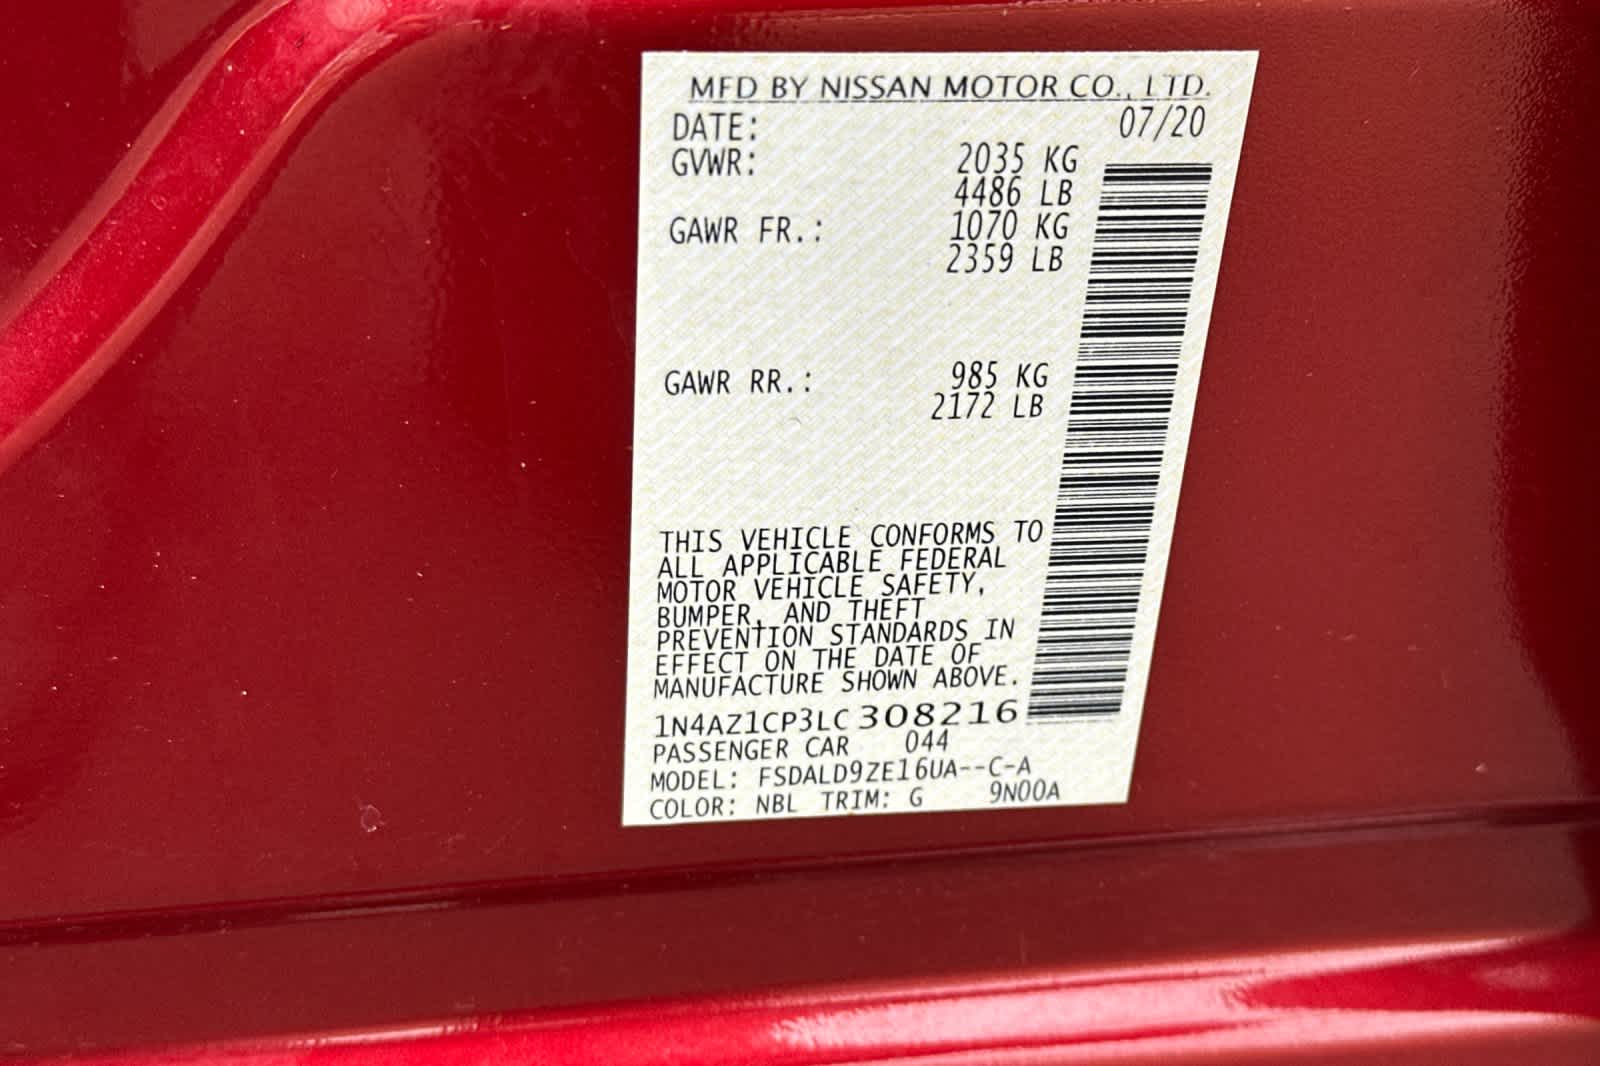 MFD BY NISSAN MOTOR CO., LTD.
DATE: 07/20
GVWR: 2035 KG
4486 LB
GAWR FR.: 1070 KG
2359 LB
GAWR RR.: 985 KG
2172 LB
THIS VEHICLE CONFORMS TO
ALL APPLICABLE FEDERAL
MOTOR VEHICLE SAFETY,
BUMPER, AND THEFT
PREVENTION STANDARDS IN
EFFECT ON THE DATE OF
MANUFACTURE SHOWN ABOVE.
1N4AZ1CP3LC308216
PASSENGER CAR 044
MODEL: FSDALD9ZE16UA--C-A
COLOR: NBL TRIM: G 9N00A